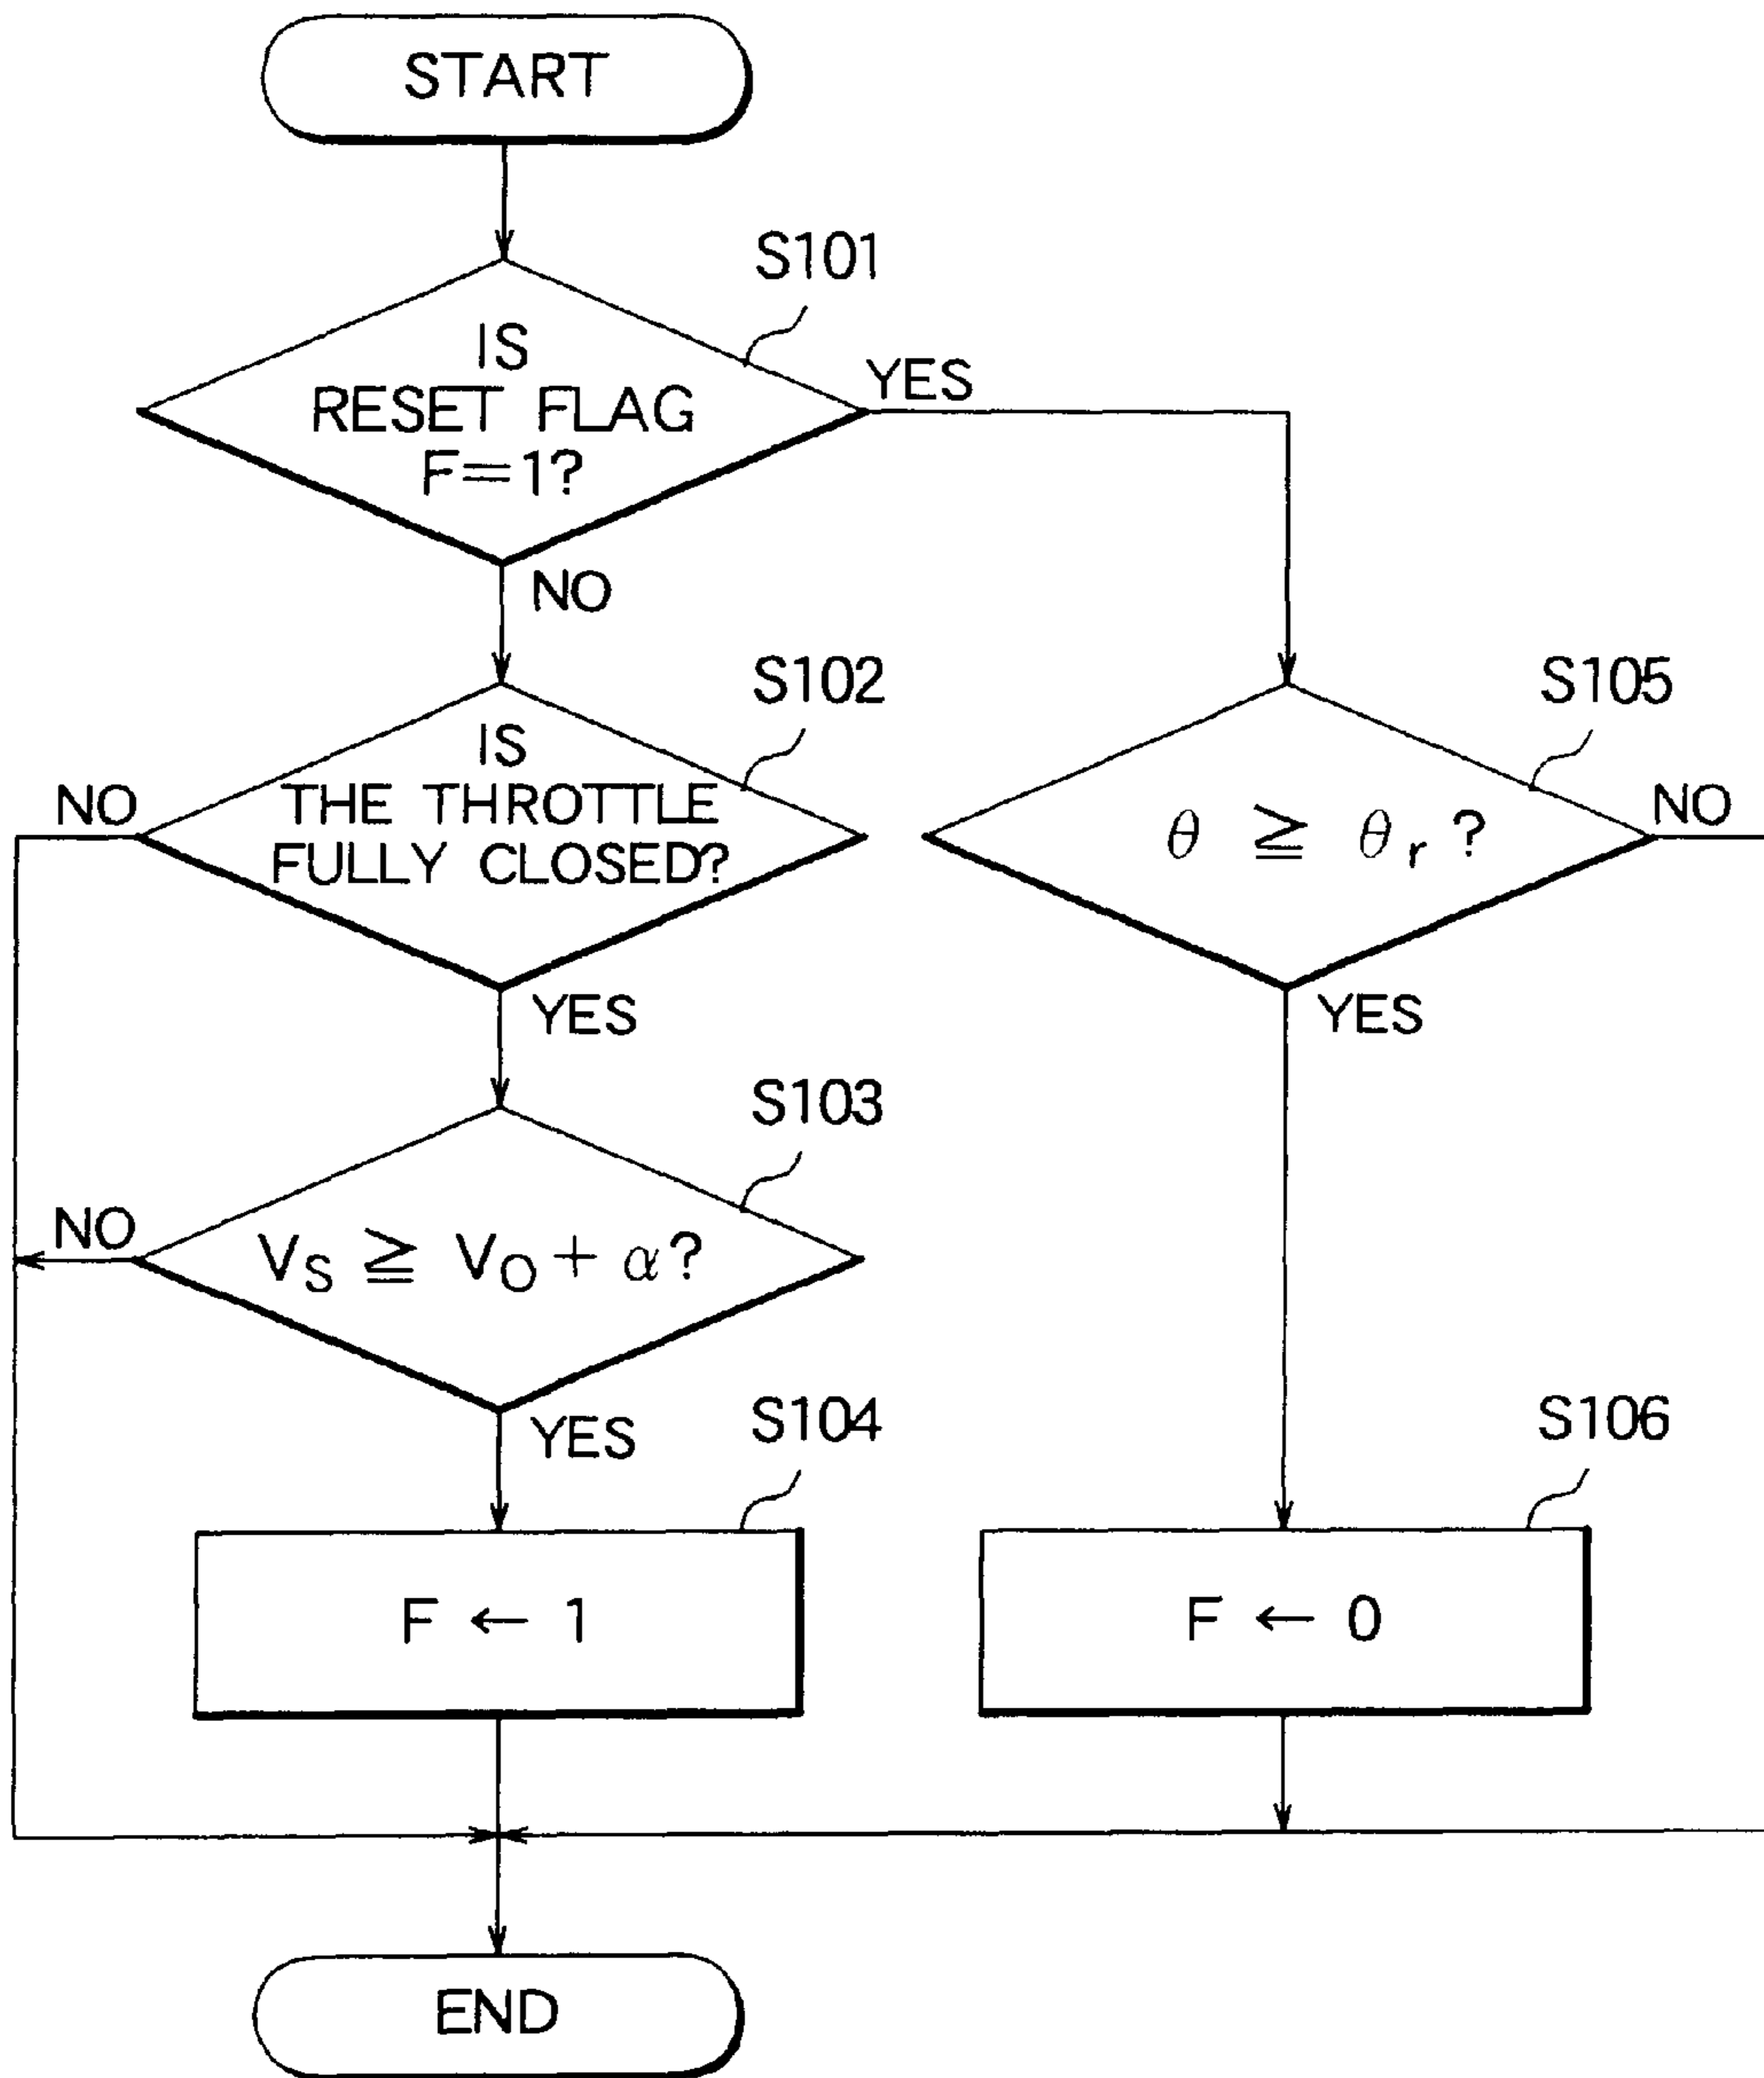 START
S101
IS
RESET FLAG
F=1?
YES
NO
S102
IS
THE THROTTLE
FULLY CLOSED?
NO
YES
S105
θ ≧ θr ?
NO
YES
S103
VS ≧ VO + α?
NO
YES
S104
F ← 1
S106
F ← 0
END